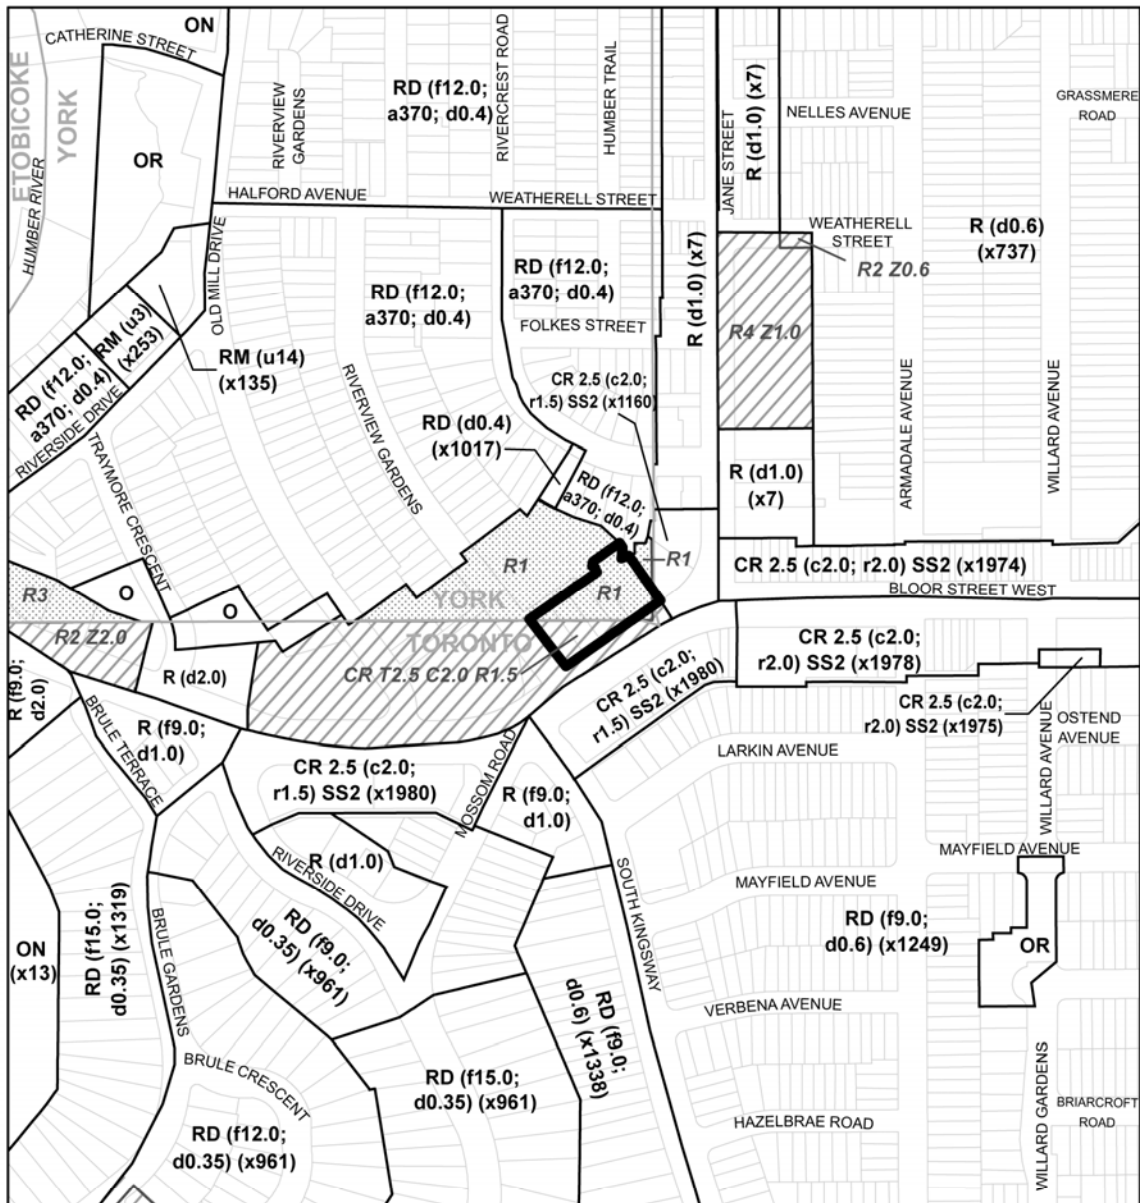 ON
CATHERINE STREET
ETOBICOKE
YORK
HUMBER RIVER
OR
RIVERVIEW
GARDENS
RD (f12.0;
a370; d0.4)
RIVERCREST ROAD
HUMBER TRAIL
JANE STREET
R (d1.0) (x7)
NELLES AVENUE
GRASSMERE
ROAD
HALFORD AVENUE
WEATHERELL STREET
WEATHERELL
STREET
R (d0.6)
(x737)
R2 Z0.6
OLD MILL DRIVE
RD (f12.0;
a370; d0.4)
RD (f12.0;
a370; d0.4)
FOLKES STREET
R (d1.0) (x7)
R4 Z1.0
RM (u3)
(x253)
RM (u14)
(x135)
RD (f12.0;
a370; d0.4)
RIVERSIDE DRIVE
CR 2.5 (c2.0;
r1.5) SS2 (x1160)
RIVERVIEW GARDENS
RD (d0.4)
(x1017)
TRAYMORE CRESCENT
RD (f12.0;
a370; d0.4)
R (d1.0)
(x7)
ARMADALE AVENUE
WILLARD AVENUE
R1
R1
R1
CR 2.5 (c2.0; r2.0) SS2 (x1974)
BLOOR STREET WEST
R3
O
O
YORK
TORONTO
R2 Z2.0
CR T2.5 C2.0 R1.5
R (d2.0)
CR 2.5 (c2.0;
r2.0) SS2 (x1978)
CR 2.5 (c2.0;
r1.5) SS2 (x1980)
R (f9.0;
d2.0)
CR 2.5 (c2.0;
r2.0) SS2 (x1975)
WILLARD AVENUE
OSTEND
AVENUE
BRULE TERRACE
R (f9.0;
d1.0)
LARKIN AVENUE
CR 2.5 (c2.0;
r1.5) SS2 (x1980)
MOSSOM ROAD
R (f9.0;
d1.0)
R (d1.0)
RIVERSIDE DRIVE
MAYFIELD AVENUE
SOUTH KINGSWAY
MAYFIELD AVENUE
RD (f9.0;
d0.6) (x1249)
OR
RD (f15.0;
d0.35) (x1319)
BRULE GARDENS
RD (f9.0;
d0.35) (x961)
ON
(x13)
RD (f9.0;
d0.6) (x1338)
VERBENA AVENUE
BRULE CRESCENT
RD (f15.0;
d0.35) (x961)
RD (f12.0;
d0.35) (x961)
HAZELBRAE ROAD
WILLARD GARDENS
BRIARCROFT
ROAD